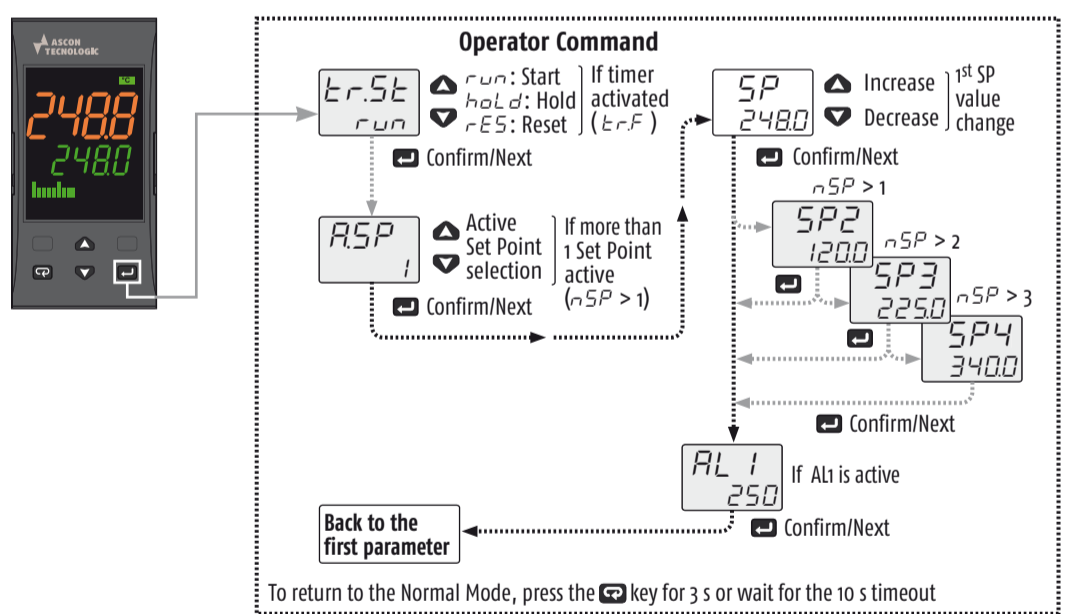 ASCON
TECNOLOGIC
°C
248.8
248.0
Operator Command
tr.St
run
run: Start
hoLd: Hold
rES: Reset
If timer
activated
(tr.F)
Confirm/Next
A.SP
1
Active
Set Point
selection
If more than
1 Set Point
active
(nSP > 1)
Confirm/Next
SP
248.0
Increase
Decrease
1st SP
value
change
Confirm/Next
nSP > 1
SP2
120.0
nSP > 2
SP3
225.0
nSP > 3
SP4
340.0
Confirm/Next
AL 1
250
If AL1 is active
Confirm/Next
Back to the
first parameter
To return to the Normal Mode, press the key for 3 s or wait for the 10 s timeout